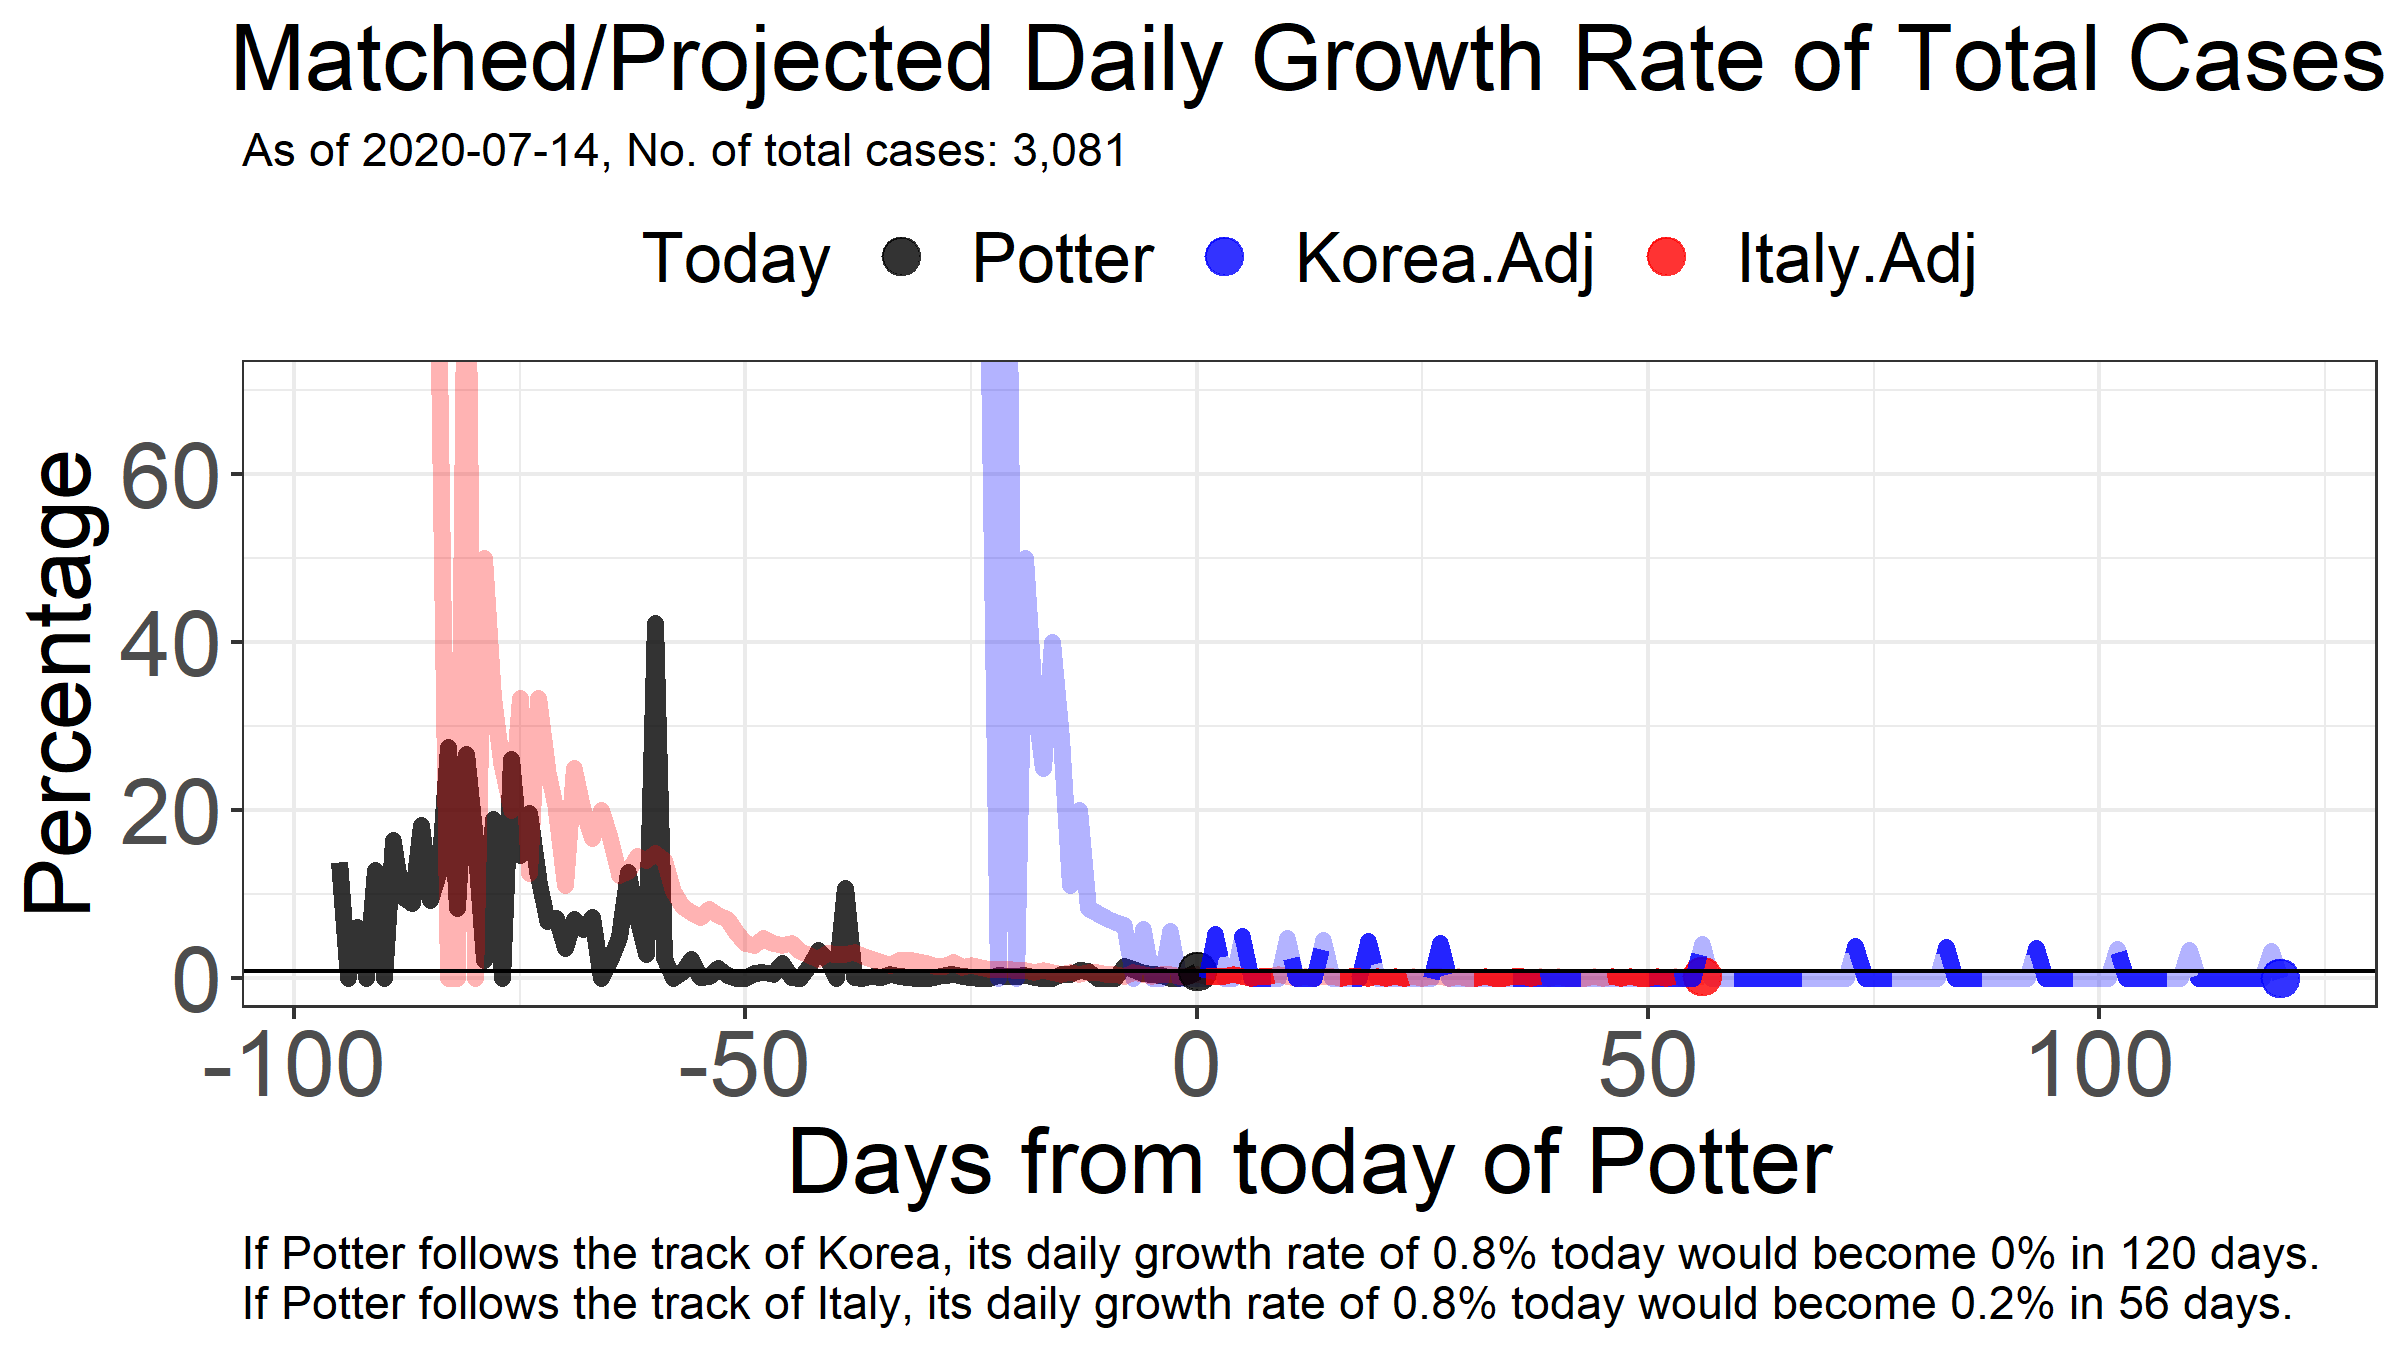 Matched/Projected Daily Growth Rate of Total Cases
As of 2020-07-14, No. of total cases: 3,081
Today Potter Korea.Adj Italy.Adj
Percentage
60
40
20
0
-100 -50 0 50 100
Days from today of Potter
If Potter follows the track of Korea, its daily growth rate of 0.8% today would become 0% in 120 days.
If Potter follows the track of Italy, its daily growth rate of 0.8% today would become 0.2% in 56 days.